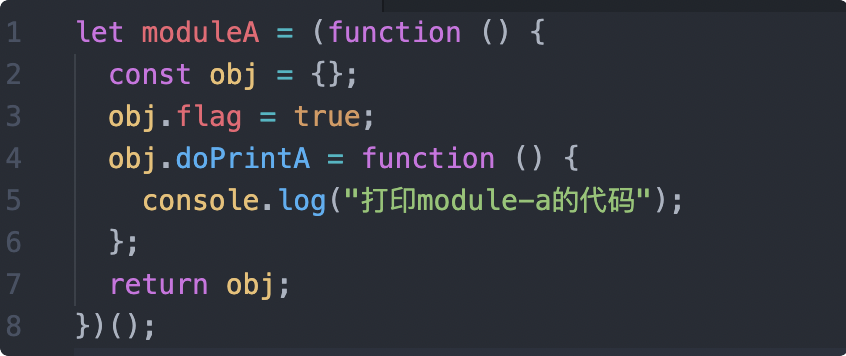 1 let moduleA = (function () {
2   const obj = {};
3   obj.flag = true;
4   obj.doPrintA = function () {
5     console.log("打印module-a的代码");
6   };
7   return obj;
8 })();